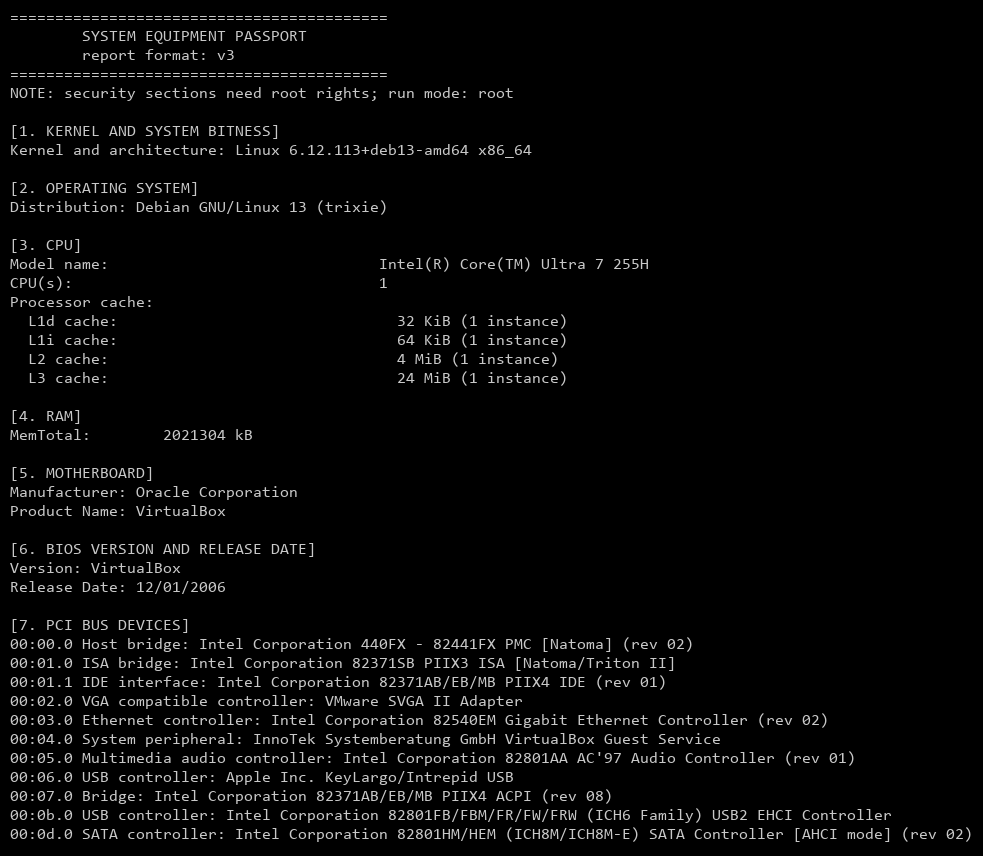 ==========================================
        SYSTEM EQUIPMENT PASSPORT
        report format: v3
==========================================
NOTE: security sections need root rights; run mode: root

[1. KERNEL AND SYSTEM BITNESS]
Kernel and architecture: Linux 6.12.113+deb13-amd64 x86_64

[2. OPERATING SYSTEM]
Distribution: Debian GNU/Linux 13 (trixie)

[3. CPU]
Model name:                              Intel(R) Core(TM) Ultra 7 255H
CPU(s):                                  1
Processor cache:
  L1d cache:                               32 KiB (1 instance)
  L1i cache:                               64 KiB (1 instance)
  L2 cache:                                4 MiB (1 instance)
  L3 cache:                                24 MiB (1 instance)

[4. RAM]
MemTotal:        2021304 kB

[5. MOTHERBOARD]
Manufacturer: Oracle Corporation
Product Name: VirtualBox

[6. BIOS VERSION AND RELEASE DATE]
Version: VirtualBox
Release Date: 12/01/2006

[7. PCI BUS DEVICES]
00:00.0 Host bridge: Intel Corporation 440FX - 82441FX PMC [Natoma] (rev 02)
00:01.0 ISA bridge: Intel Corporation 82371SB PIIX3 ISA [Natoma/Triton II]
00:01.1 IDE interface: Intel Corporation 82371AB/EB/MB PIIX4 IDE (rev 01)
00:02.0 VGA compatible controller: VMware SVGA II Adapter
00:03.0 Ethernet controller: Intel Corporation 82540EM Gigabit Ethernet Controller (rev 02)
00:04.0 System peripheral: InnoTek Systemberatung GmbH VirtualBox Guest Service
00:05.0 Multimedia audio controller: Intel Corporation 82801AA AC'97 Audio Controller (rev 01)
00:06.0 USB controller: Apple Inc. KeyLargo/Intrepid USB
00:07.0 Bridge: Intel Corporation 82371AB/EB/MB PIIX4 ACPI (rev 08)
00:0b.0 USB controller: Intel Corporation 82801FB/FBM/FR/FW/FRW (ICH6 Family) USB2 EHCI Controller
00:0d.0 SATA controller: Intel Corporation 82801HM/HEM (ICH8M/ICH8M-E) SATA Controller [AHCI mode] (rev 02)